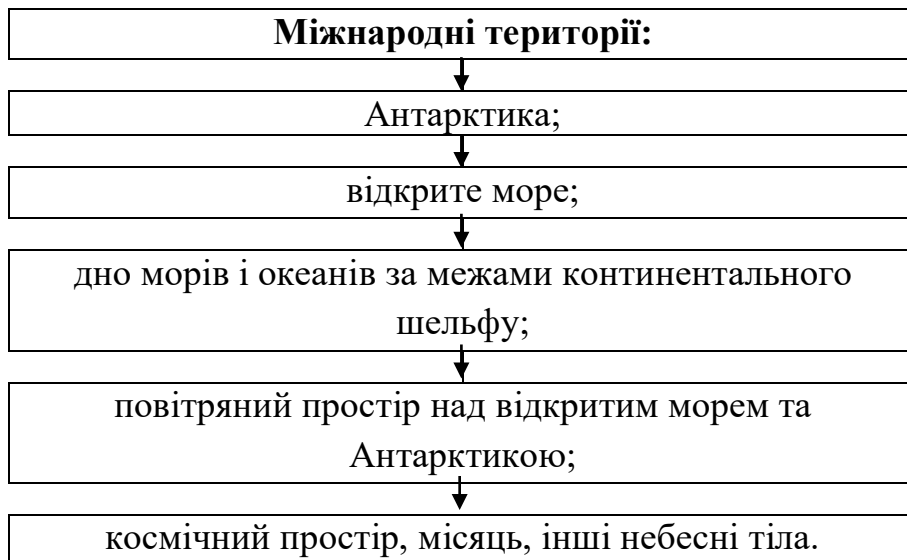 Міжнародні території:
Антарктика;
відкрите море;
дно морів і океанів за межами континентального
шельфу;
повітряний простір над відкритим морем та
Антарктикою;
космічний простір, місяць, інші небесні тіла.